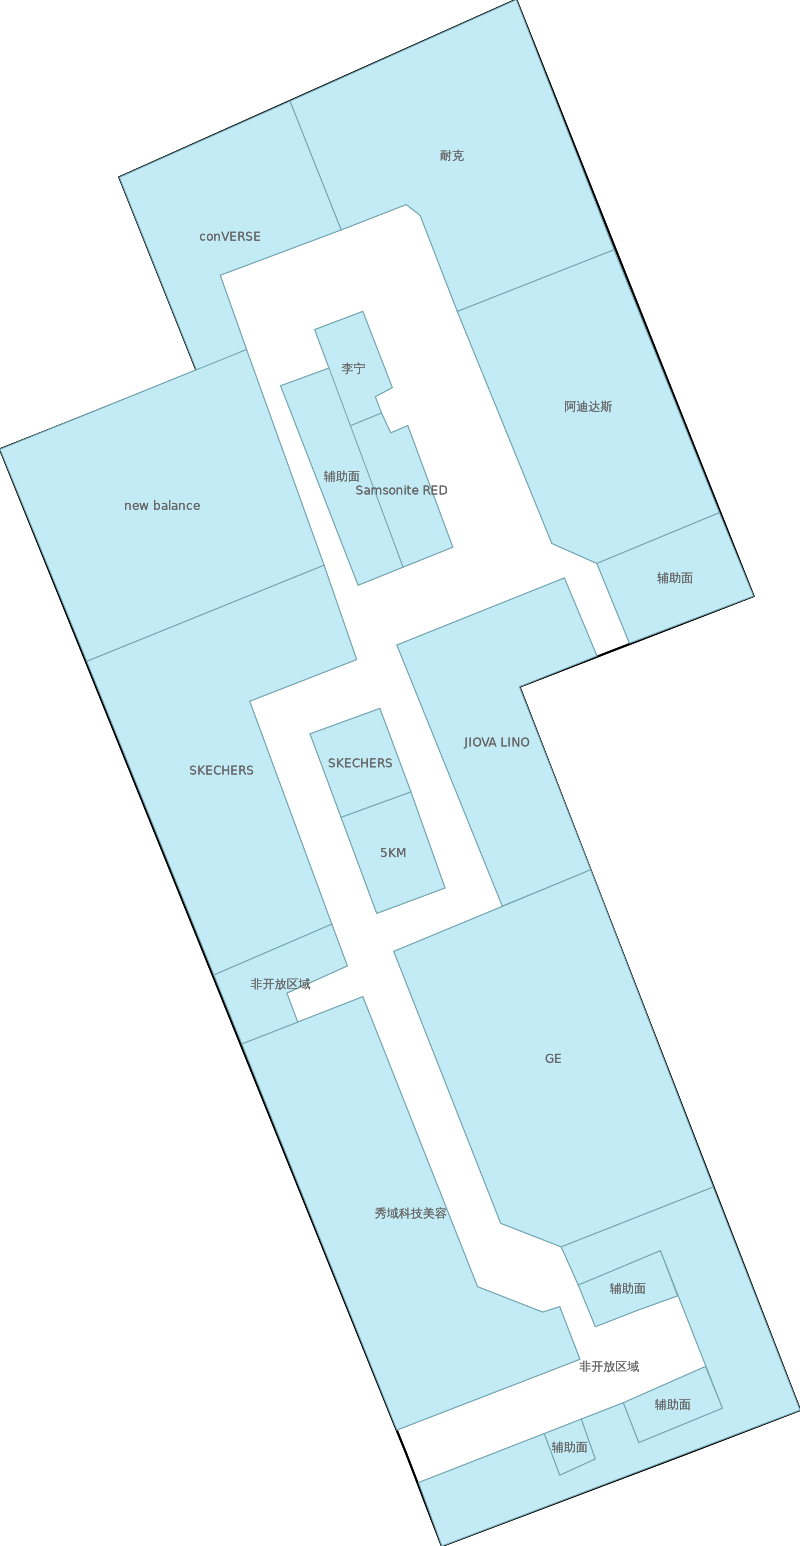 耐克
conVERSE
李宁
阿迪达斯
辅助面
Samsonite RED
new balance
辅助面
JIOVA LINO
SKECHERS
SKECHERS
5KM
非开放区域
GE
秀域科技美容
辅助面
非开放区域
辅助面
辅助面